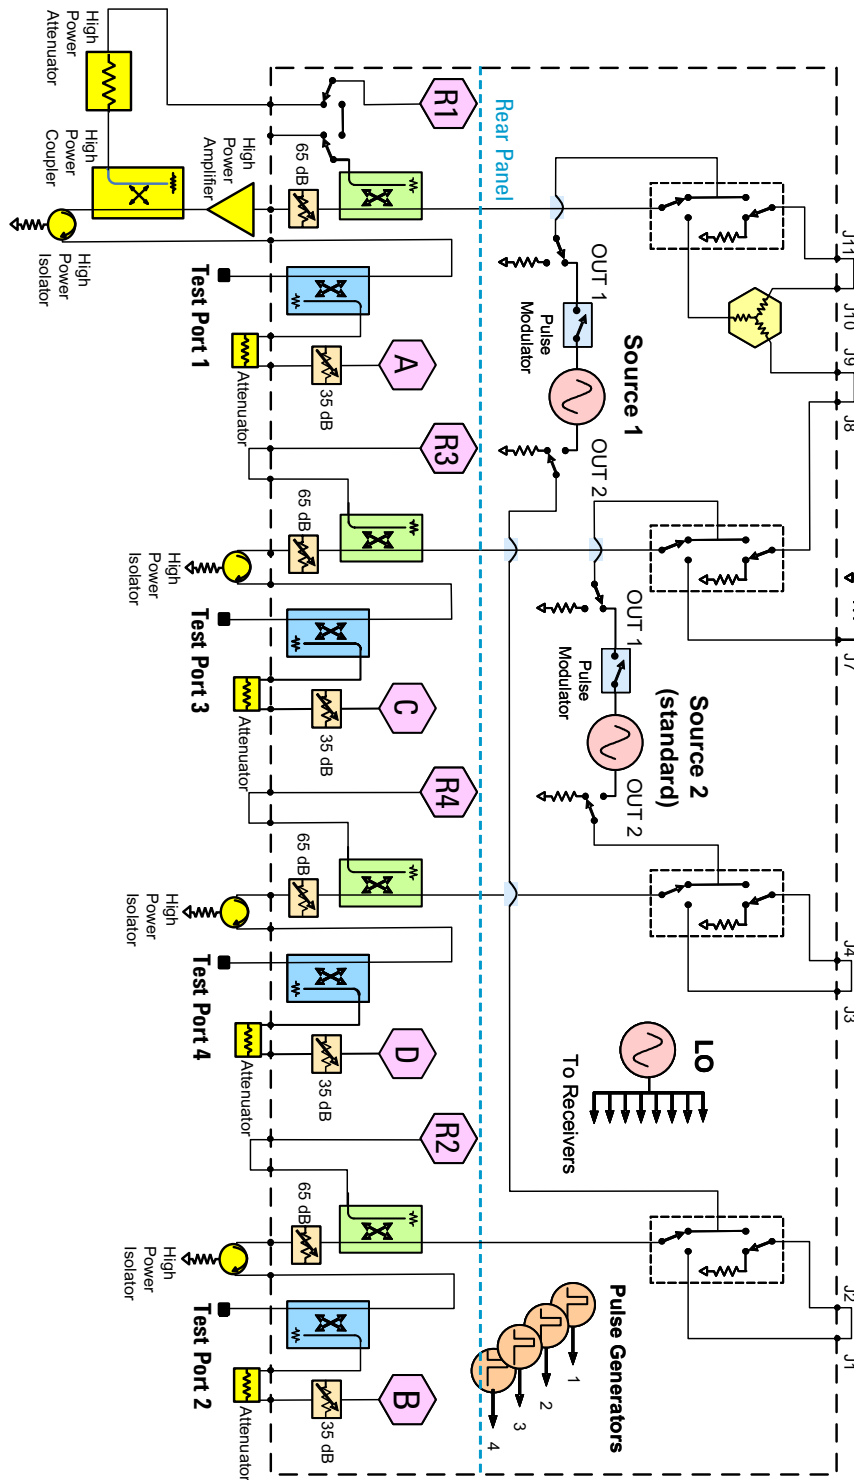 J11
J10
J9
J8
J7
J4
J3
J2
J1
Source 1
OUT 1
Pulse
Modulator
OUT 2
Source 2
(standard)
OUT 1
Pulse
Modulator
OUT 2
LO
To Receivers
Pulse Generators
1
2
3
4
Rear Panel
R1
A
R3
C
R4
D
R2
B
65 dB
35 dB
65 dB
35 dB
65 dB
35 dB
65 dB
35 dB
High
Power
Attenuator
High
Power
Coupler
High
Power
Amplifier
High
Power
Isolator
Test Port 1
Attenuator
High
Power
Isolator
Test Port 3
Attenuator
High
Power
Isolator
Test Port 4
Attenuator
High
Power
Isolator
Test Port 2
Attenuator